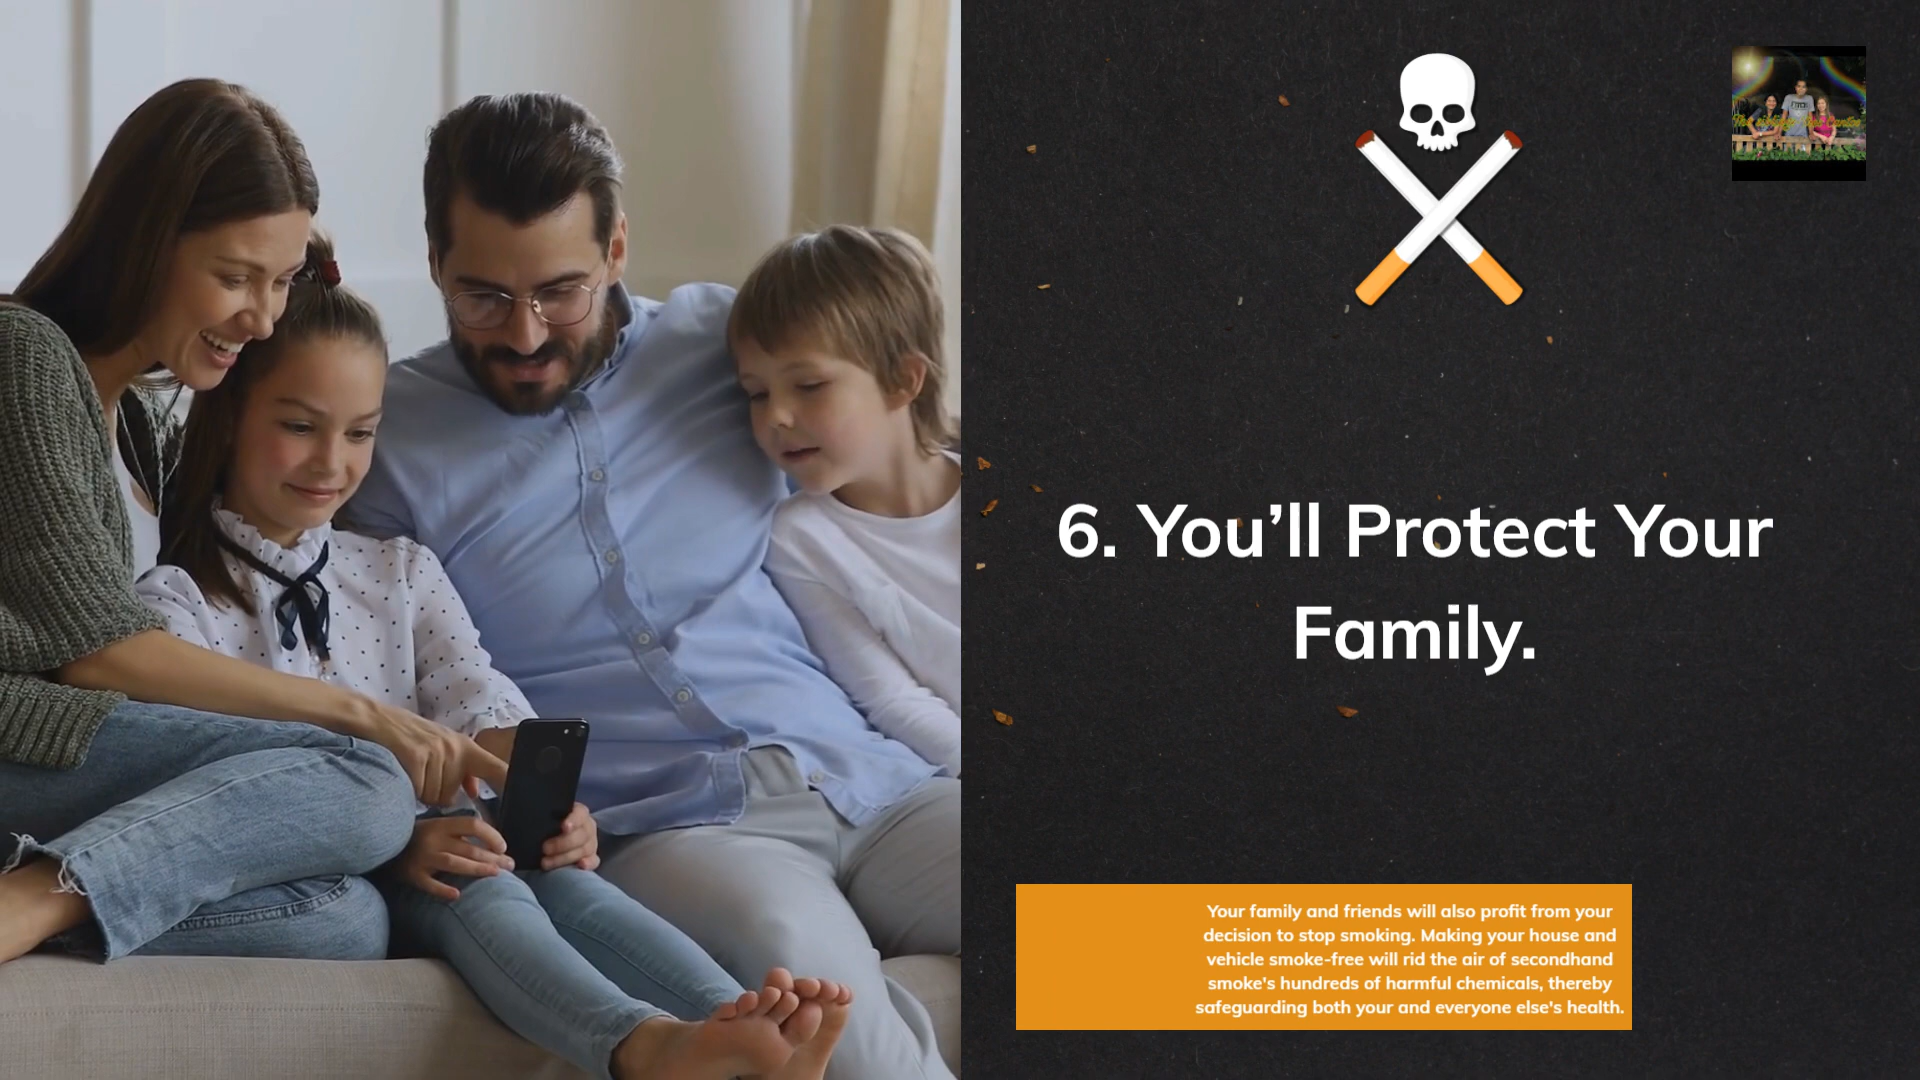 6. You’ll Protect Your
Family.
Your family and friends will also profit from your
decision to stop smoking. Making your house and
vehicle smoke-free will rid the air of secondhand
smoke's hundreds of harmful chemicals, thereby
safeguarding both your and everyone else's health.